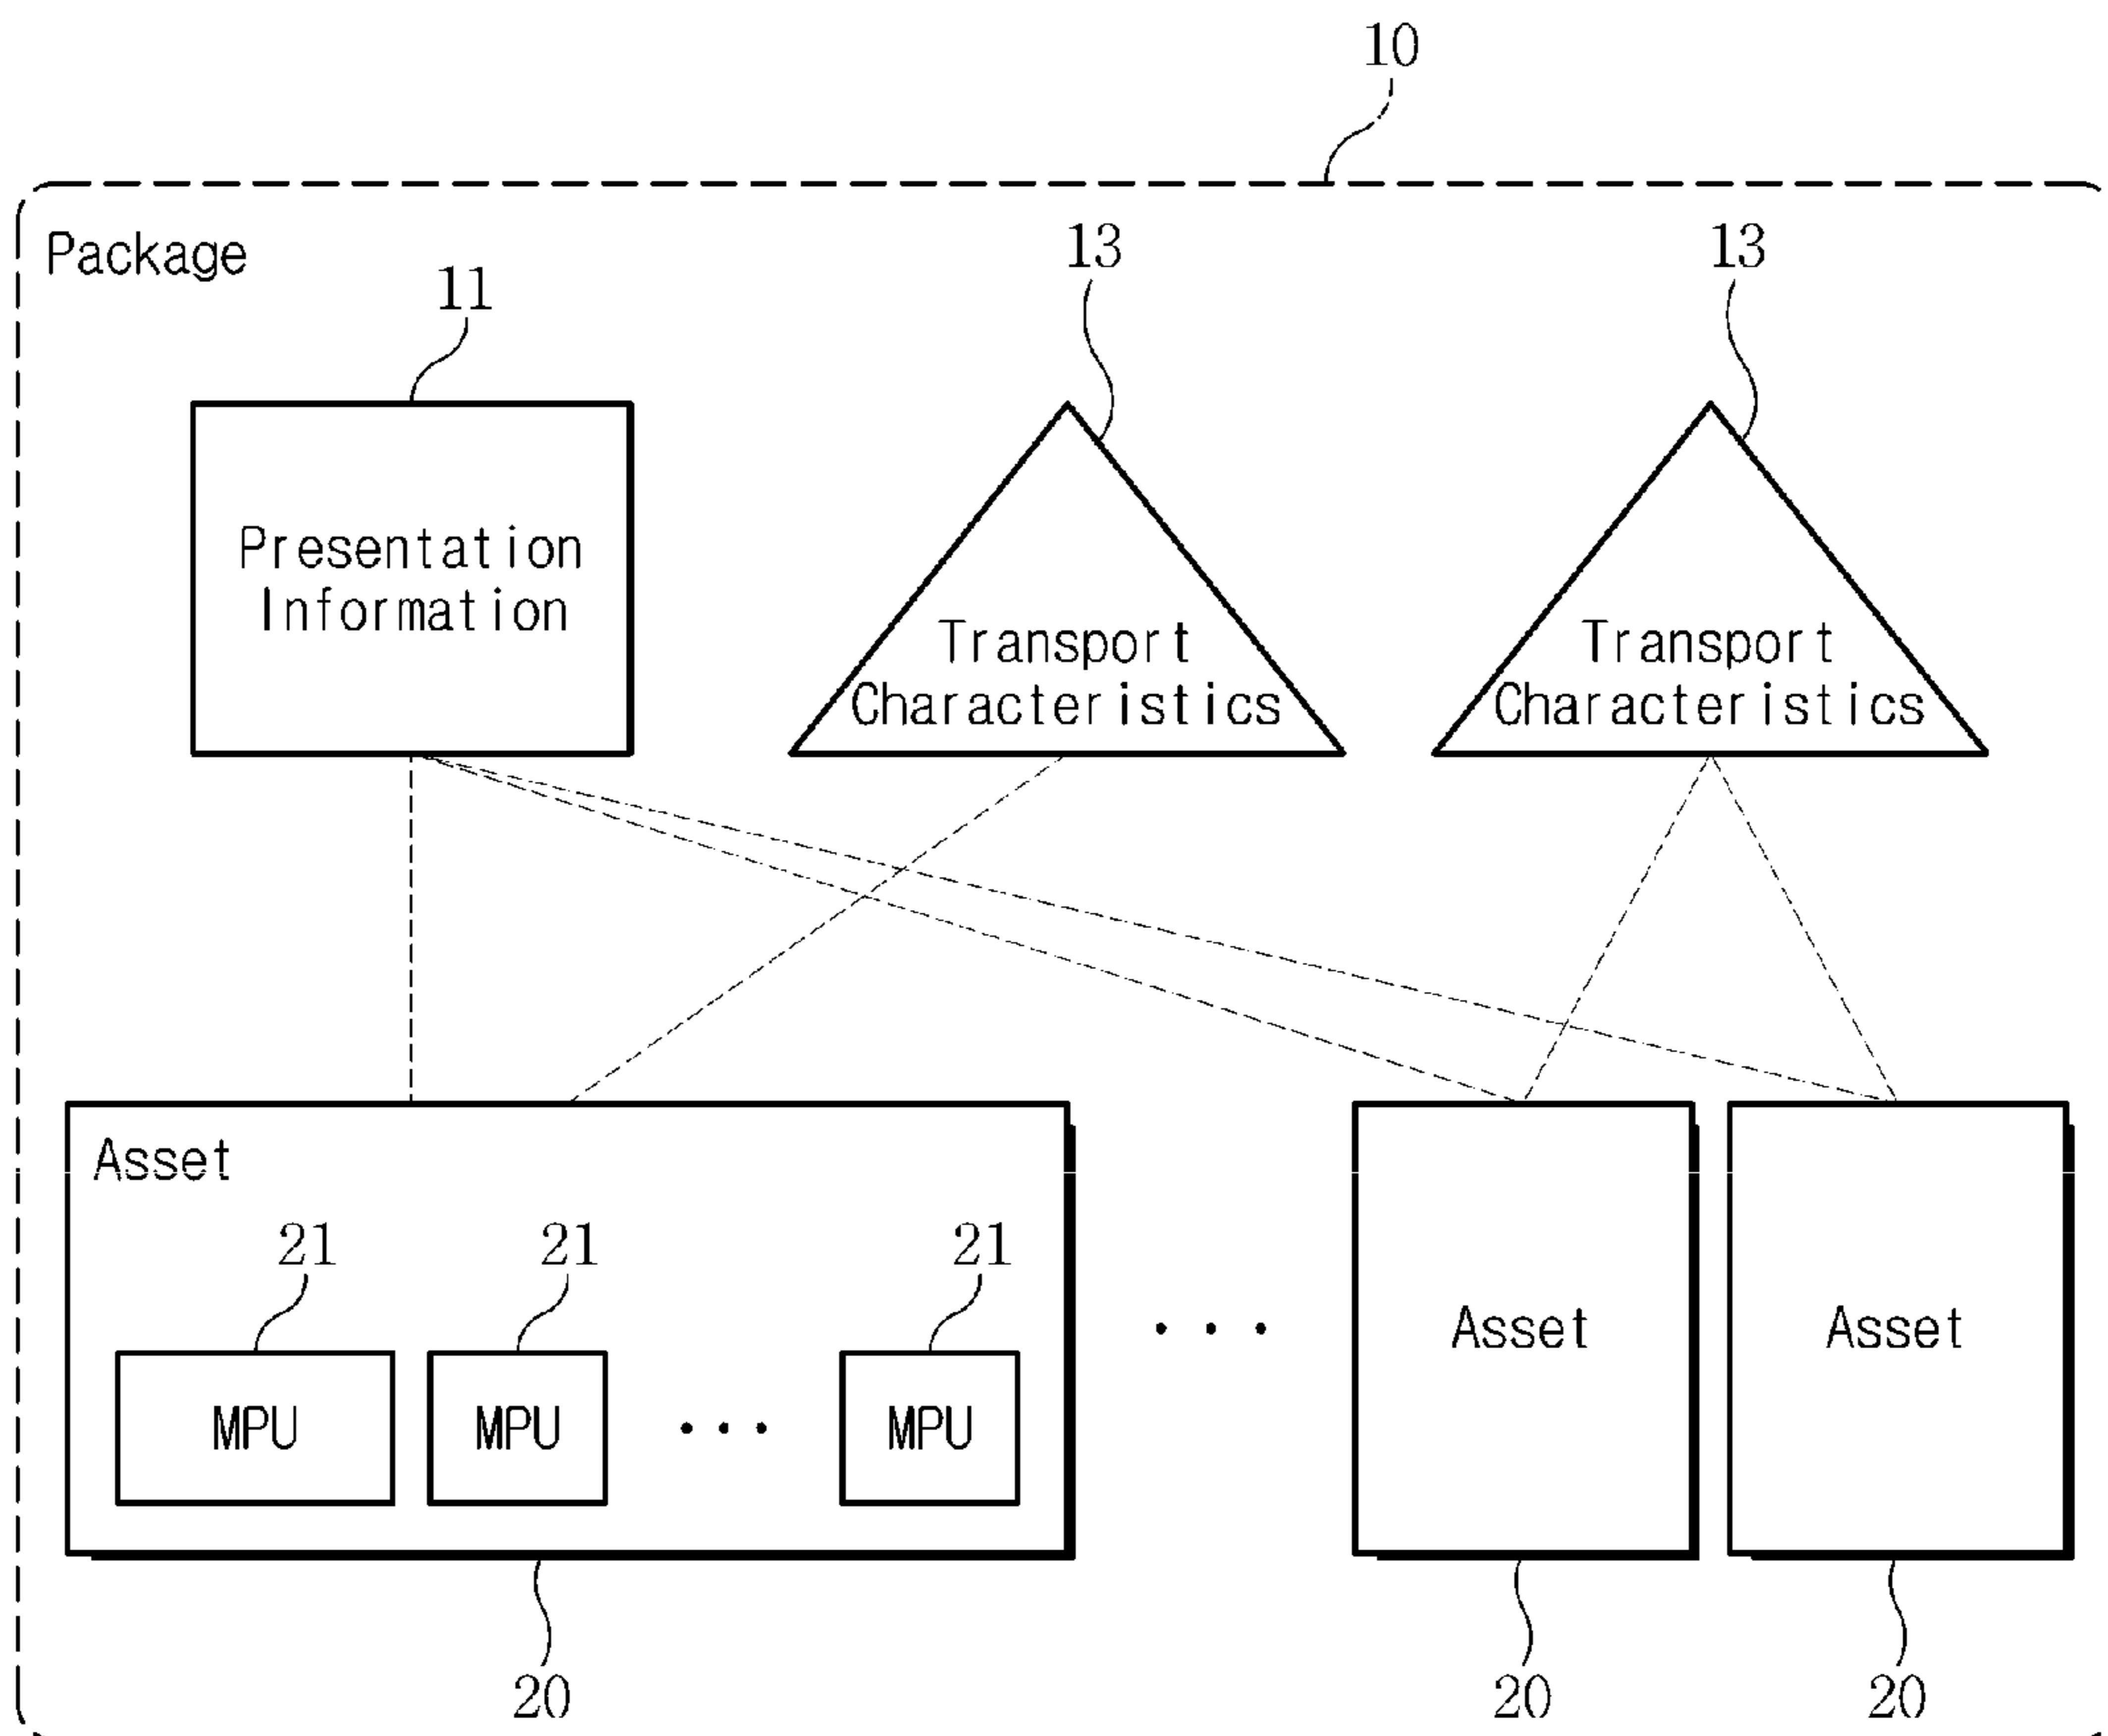 10
Package
11
13
13
Presentation
Information
Transport
Characteristics
Transport
Characteristics
Asset
21
21
21
MPU
MPU
...
MPU
...
Asset
Asset
20
20
20